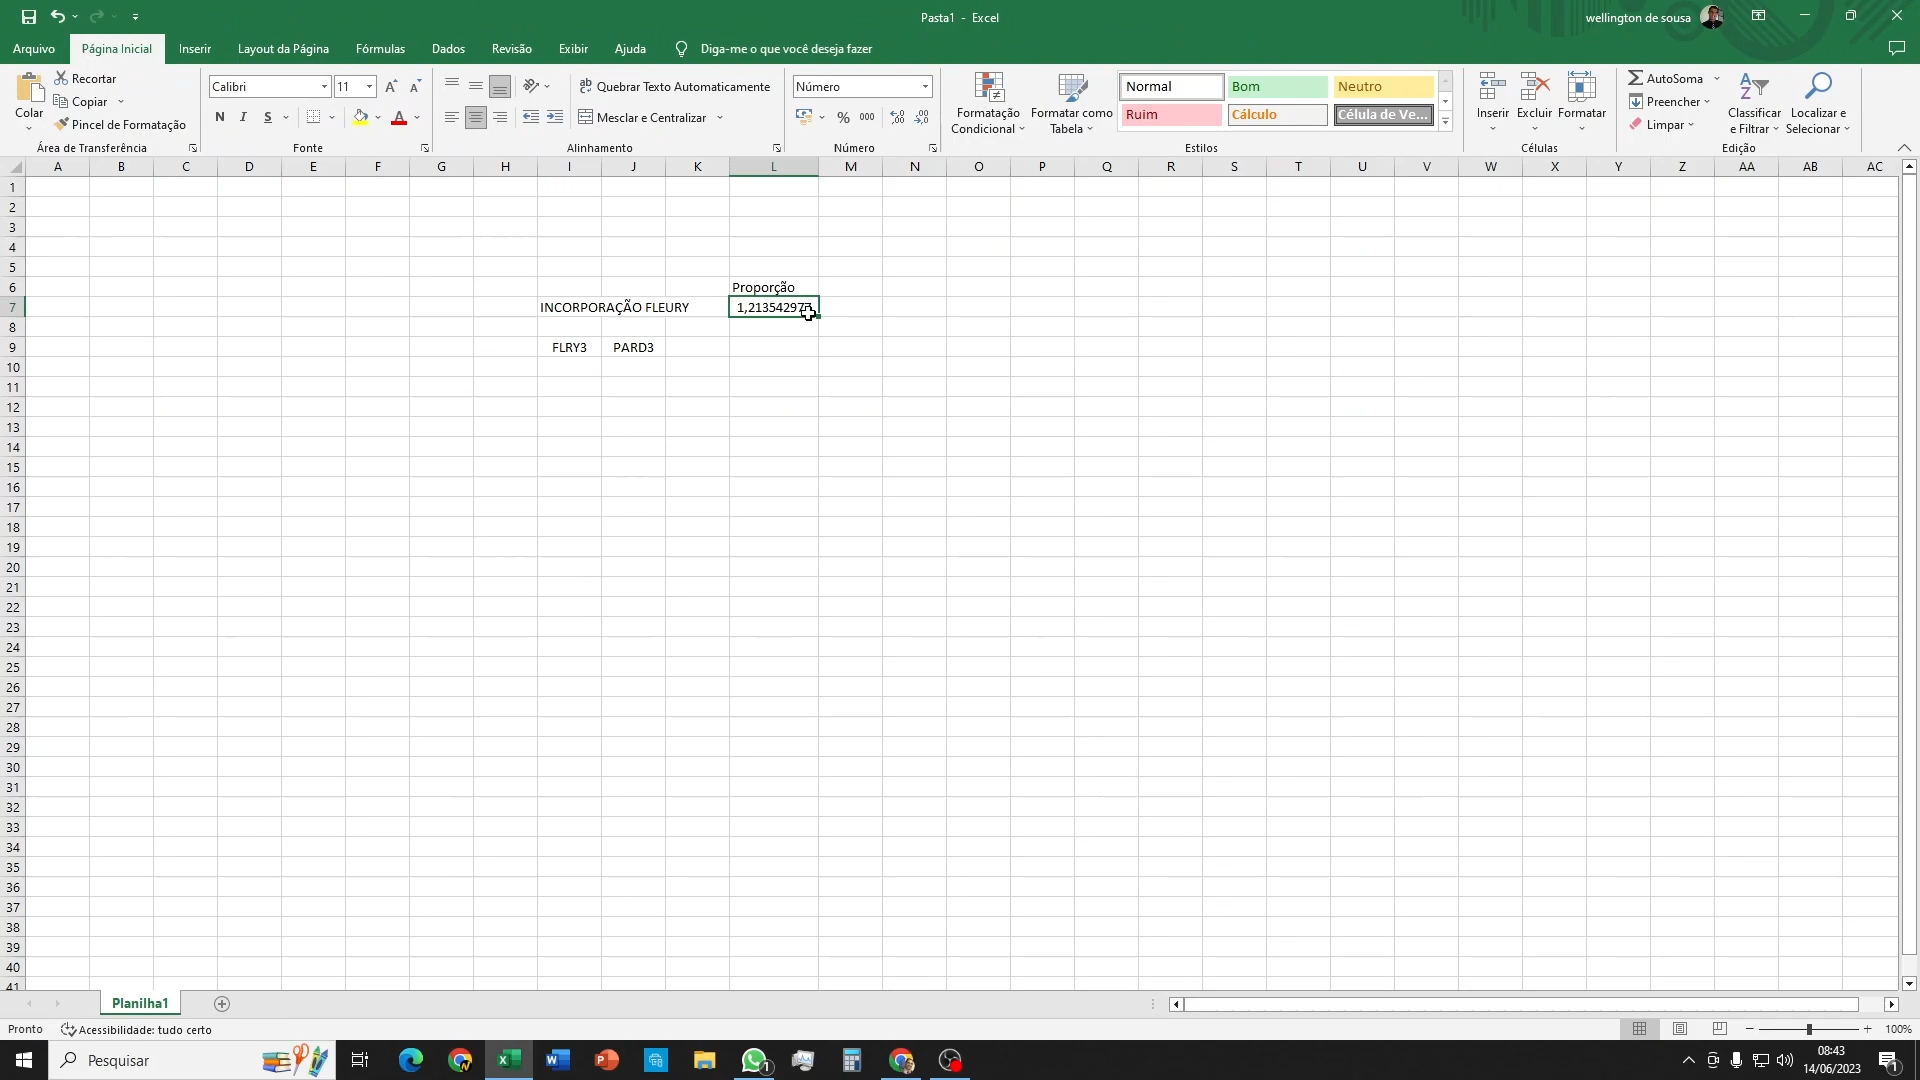 Pasta1 - Excel
wellington de sousa
Arquivo Página Inicial Inserir Layout da Página Fórmulas Dados Revisão Exibir Ajuda Diga-me o que você deseja fazer
Colar
Recortar
Copiar
Pincel de Formatação
Área de Transferência
Calibri 11
N I S
Fonte
Quebrar Texto Automaticamente
Mesclar e Centralizar
Alinhamento
Número
% 000
Número
Formatação Condicional
Formatar como Tabela
Normal Bom Neutro
Ruim Cálculo Célula de Ve...
Estilos
Inserir Excluir Formatar
Células
AutoSoma
Preencher
Limpar
Classificar e Filtrar
Localizar e Selecionar
Edição
A B C D E F G H I J K L M N O P Q R S T U V W X Y Z AA AB AC
1
2
3
4
5
6 Proporção
7 INCORPORAÇÃO FLEURY
8
9 FLRY3 PARD3
10
11
12
13
14
15
16
17
18
19
20
21
22
23
24
25
26
27
28
29
30
31
32
33
34
35
36
37
38
39
40
41
Planilha1
Pronto Acessibilidade: tudo certo 100%
Pesquisar
08:43
14/06/2023